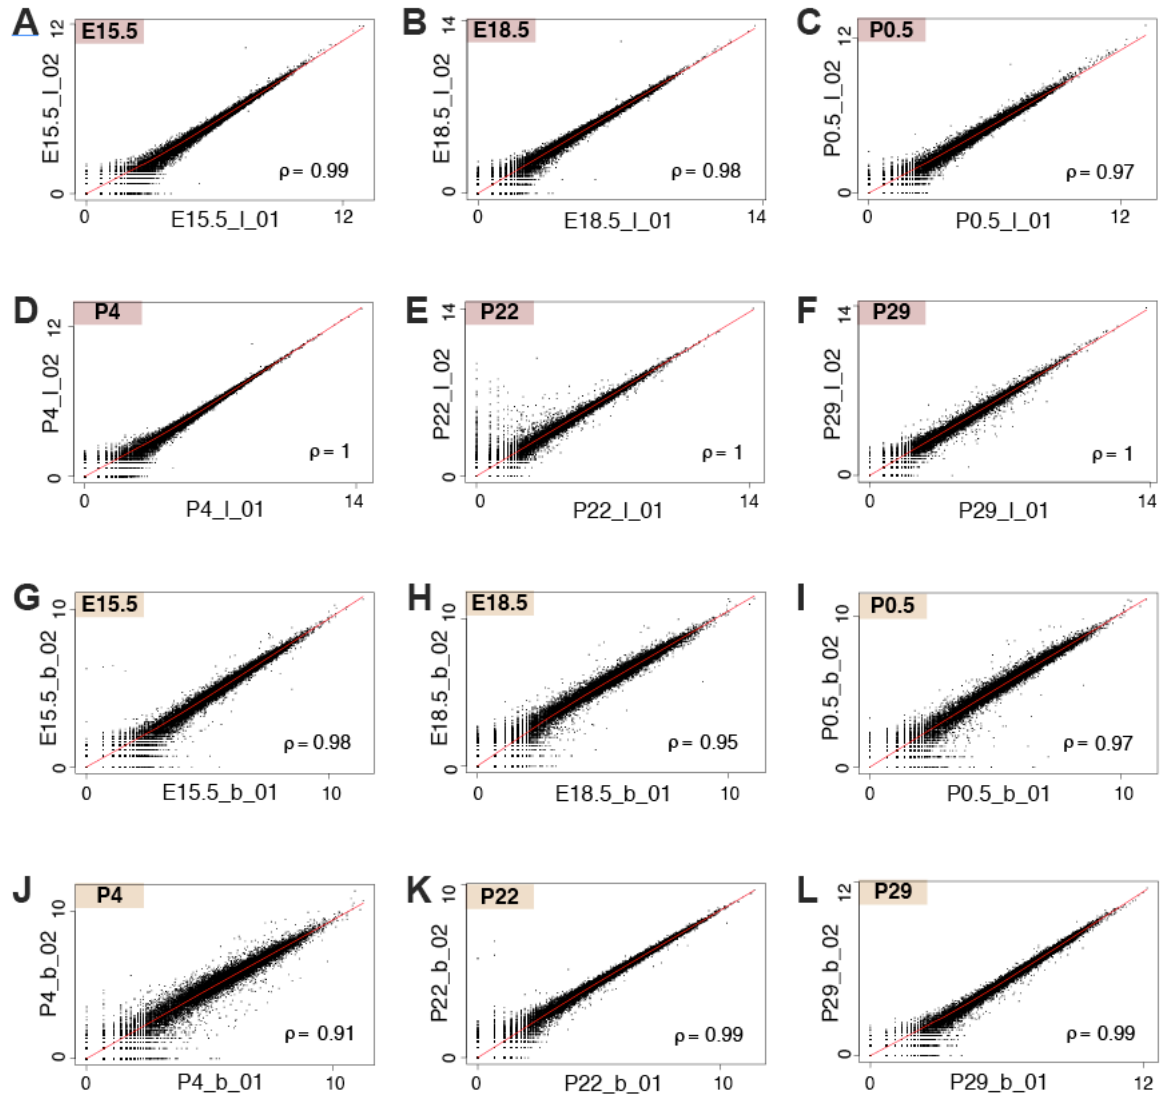 A
E15.5
12
E15.5_l_02
0
ρ = 0.99
0
12
E15.5_l_01
B
E18.5
14
E18.5_l_02
0
ρ = 0.98
0
14
E18.5_l_01
C
P0.5
12
P0.5_l_02
0
ρ = 0.97
0
12
P0.5_l_01
D
P4
12
P4_l_02
0
ρ = 1
0
14
P4_l_01
E
P22
14
P22_l_02
0
ρ = 1
0
14
P22_l_01
F
P29
14
P29_l_02
0
ρ = 1
0
14
P29_l_01
G
E15.5
10
E15.5_b_02
0
ρ = 0.98
0
10
E15.5_b_01
H
E18.5
10
E18.5_b_02
0
ρ = 0.95
0
10
E18.5_b_01
I
P0.5
10
P0.5_b_02
0
ρ = 0.97
0
10
P0.5_b_01
J
P4
10
P4_b_02
0
ρ = 0.91
0
10
P4_b_01
K
P22
10
P22_b_02
0
ρ = 0.99
0
10
P22_b_01
L
P29
12
P29_b_02
0
ρ = 0.99
0
12
P29_b_01